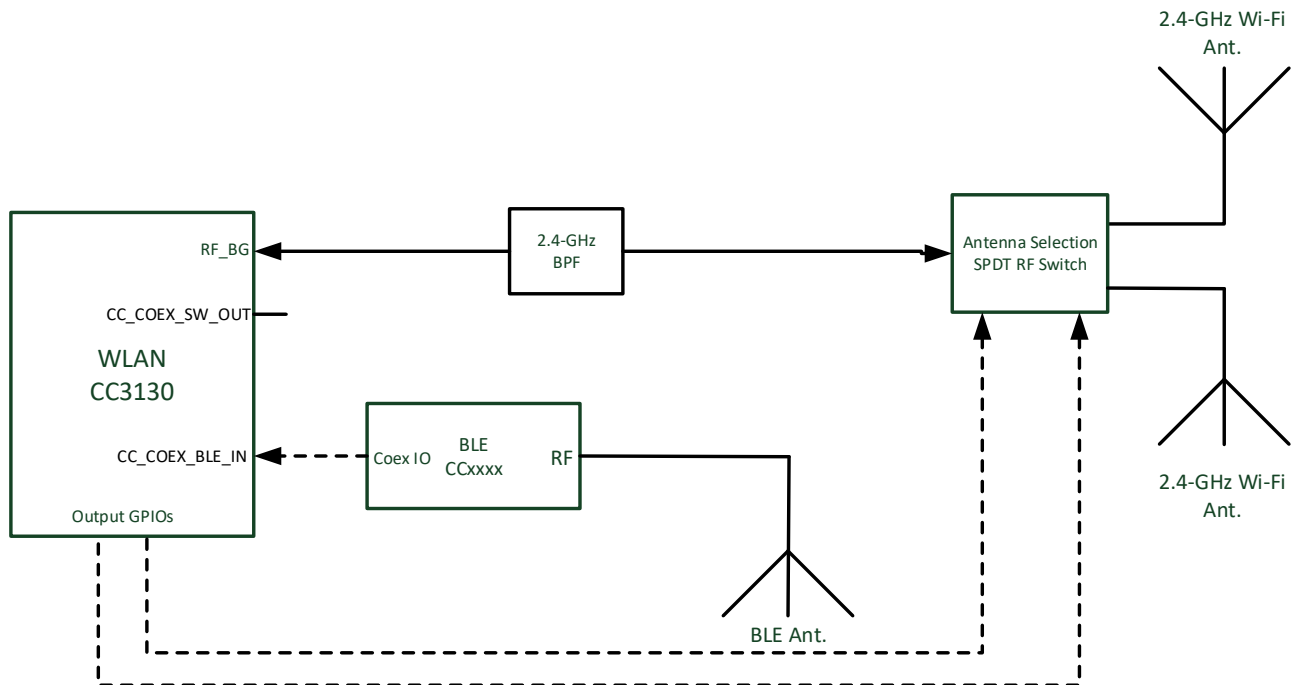 2.4-GHz Wi-Fi
Ant.
RF_BG
2.4-GHz
BPF
Antenna Selection
SPDT RF Switch
CC_COEX_SW_OUT
WLAN
CC3130
CC_COEX_BLE_IN
Coex IO
BLE
CCxxxx
RF
Output GPIOs
2.4-GHz Wi-Fi
Ant.
BLE Ant.